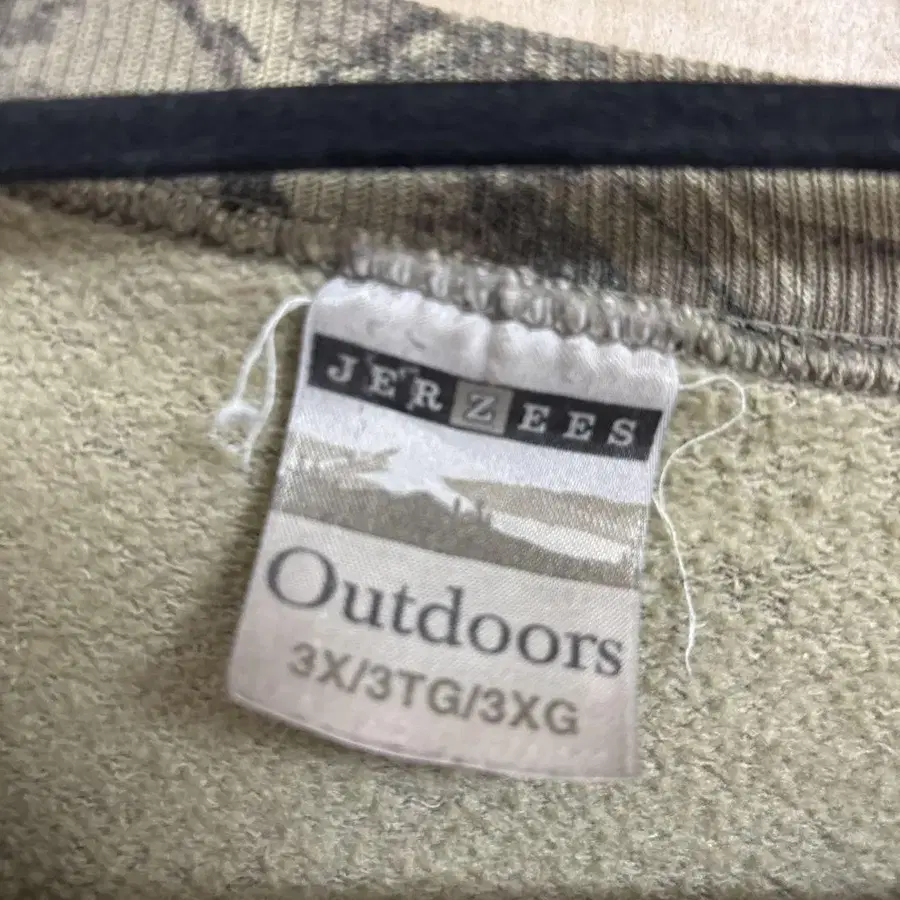 JERZEES
Outdoors
3X/3TG/3XG